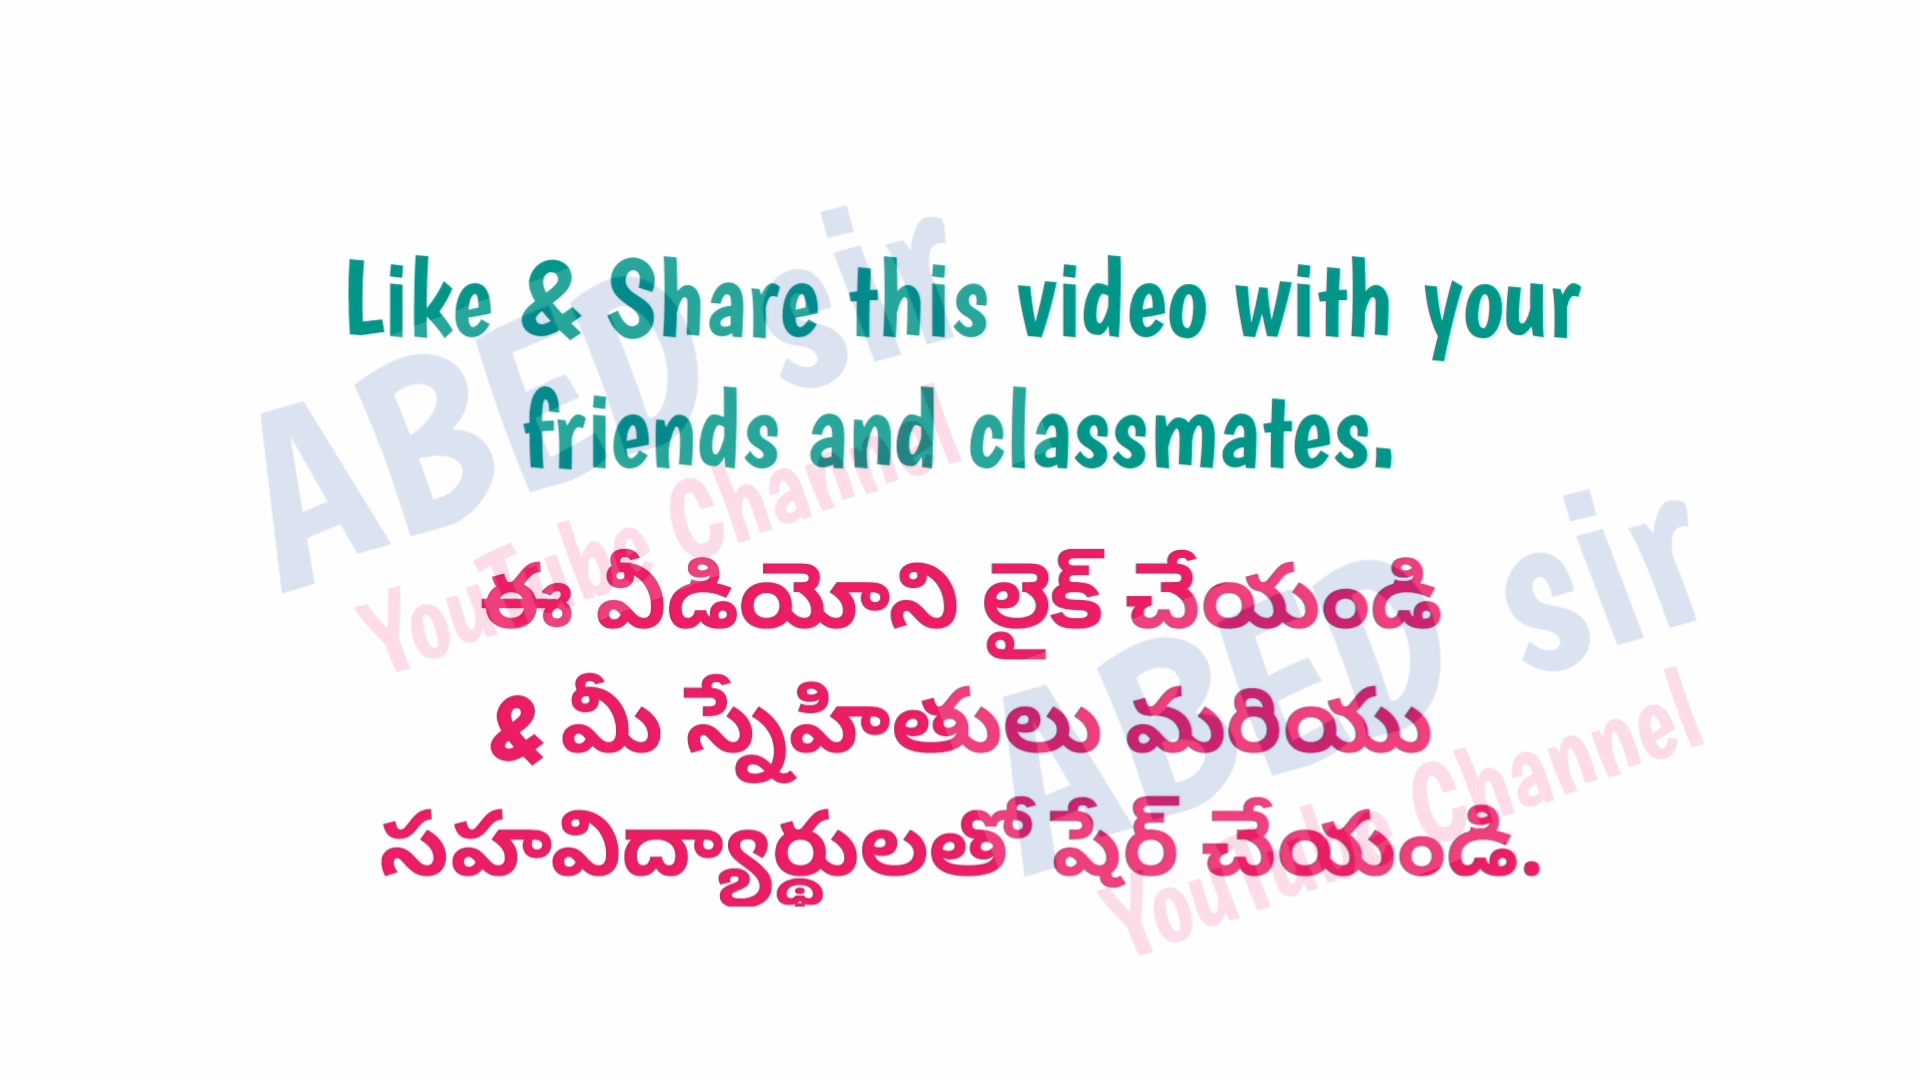 Like & Share this video with your
friends and classmates.
ఈ వీడియోని లైక్ చేయండి
& మీ స్నేహితులు మరియు
సహవిద్యార్థులతో షేర్ చేయండి.
ABED sir
YouTube Channel
ABED sir
YouTube Channel